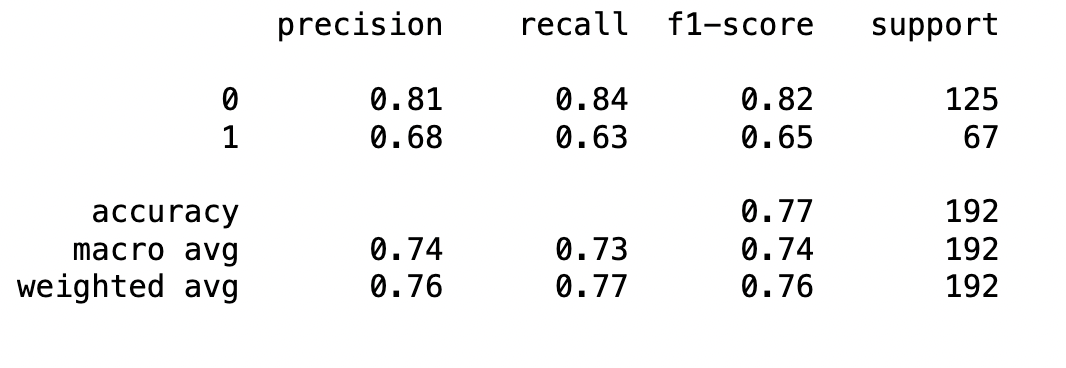 precision recall f1-score support
0 0.81 0.84 0.82 125
1 0.68 0.63 0.65 67
accuracy 0.77 192
macro avg 0.74 0.73 0.74 192
weighted avg 0.76 0.77 0.76 192